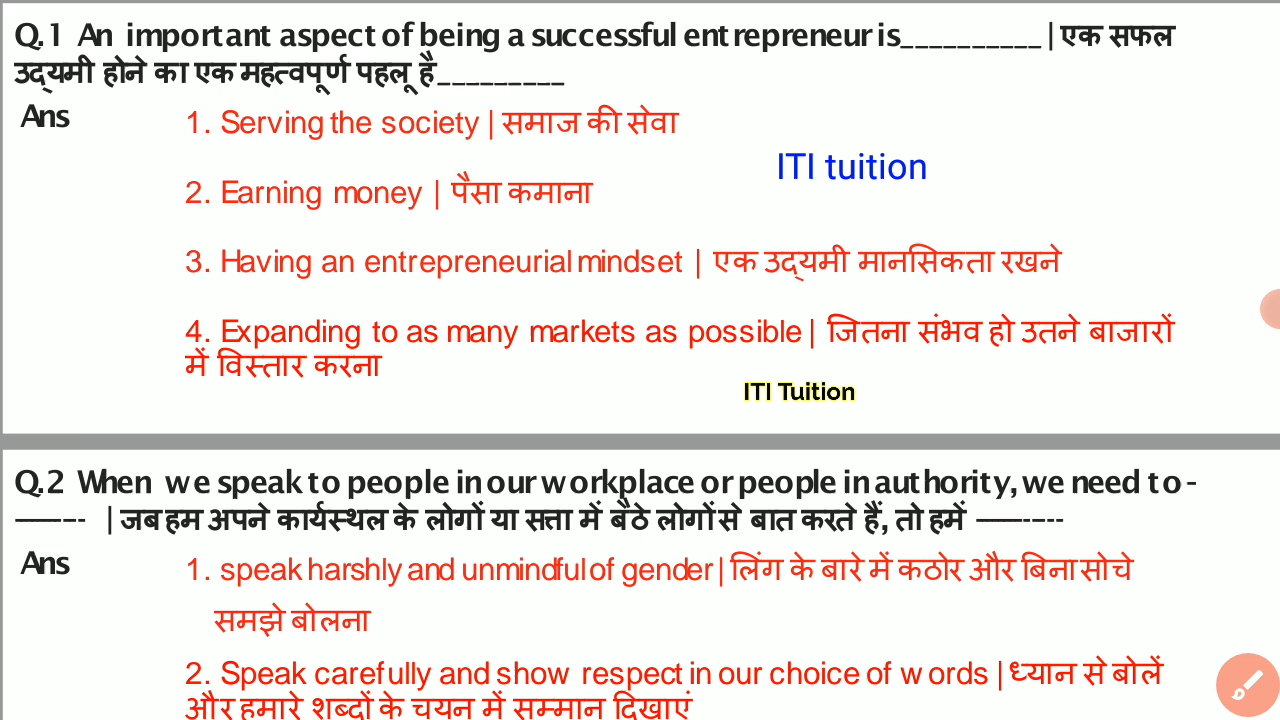 Q.1 An important aspect of being a successful entrepreneur is__________|एक सफल
उद्यमी होने का एक महत्वपूर्ण पहलू है_________
Ans
1. Serving the society | समाज की सेवा
ITI tuition
2. Earning money | पैसा कमाना
3. Having an entrepreneurial mindset | एक उद्यमी मानसिकता रखने
4. Expanding to as many markets as possible | जितना संभव हो उतने बाजारों
में विस्तार करना
ITI Tuition
Q.2 When we speak to people in our workplace or people in authority, we need to -
-------- | जब हम अपने कार्यस्थल के लोगों या सत्ता में बैठे लोगों से बात करते हैं, तो हमें ---------
Ans
1. speak harshly and unmindful of gender | लिंग के बारे में कठोर और बिना सोचे
समझे बोलना
2. Speak carefully and show respect in our choice of words | ध्यान से बोलें
और हमारे शब्दों के चयन में सम्मान दिखाएं